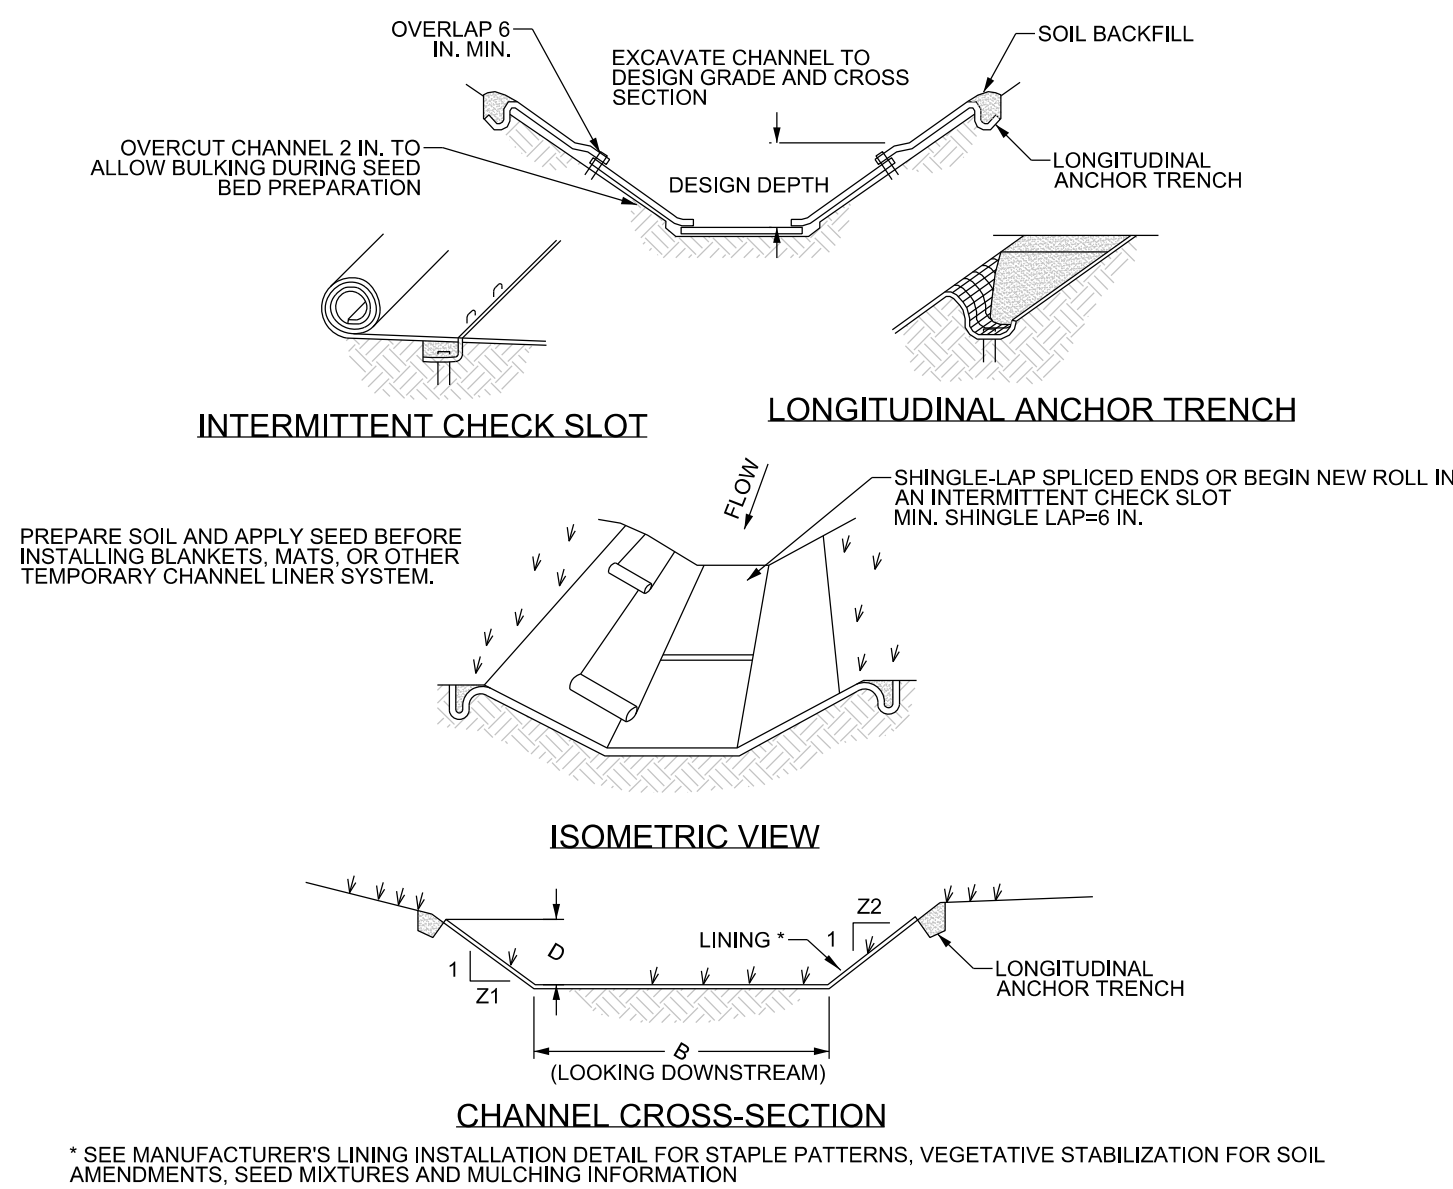 OVERLAP 6
IN. MIN.
EXCAVATE CHANNEL TO
DESIGN GRADE AND CROSS
SECTION
SOIL BACKFILL
OVERCUT CHANNEL 2 IN. TO
ALLOW BULKING DURING SEED
BED PREPARATION
DESIGN DEPTH
LONGITUDINAL
ANCHOR TRENCH
INTERMITTENT CHECK SLOT
LONGITUDINAL ANCHOR TRENCH
FLOW
SHINGLE-LAP SPLICED ENDS OR BEGIN NEW ROLL IN
AN INTERMITTENT CHECK SLOT
MIN. SHINGLE LAP=6 IN.
PREPARE SOIL AND APPLY SEED BEFORE
INSTALLING BLANKETS, MATS, OR OTHER
TEMPORARY CHANNEL LINER SYSTEM.
ISOMETRIC VIEW
1
Z1
D
LINING *
1
Z2
LONGITUDINAL
ANCHOR TRENCH
B
(LOOKING DOWNSTREAM)
CHANNEL CROSS-SECTION
* SEE MANUFACTURER'S LINING INSTALLATION DETAIL FOR STAPLE PATTERNS, VEGETATIVE STABILIZATION FOR SOIL
AMENDMENTS, SEED MIXTURES AND MULCHING INFORMATION